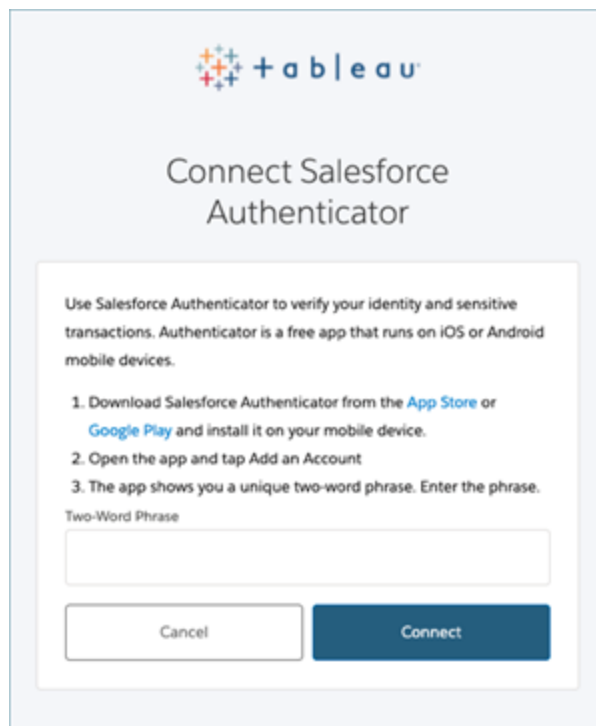 +ableau
Connect Salesforce
Authenticator
Use Salesforce Authenticator to verify your identity and sensitive
transactions. Authenticator is a free app that runs on iOS or Android
mobile devices.
1. Download Salesforce Authenticator from the App Store or
Google Play and install it on your mobile device.
2. Open the app and tap Add an Account
3. The app shows you a unique two-word phrase. Enter the phrase.
Two-Word Phrase
Cancel
Connect